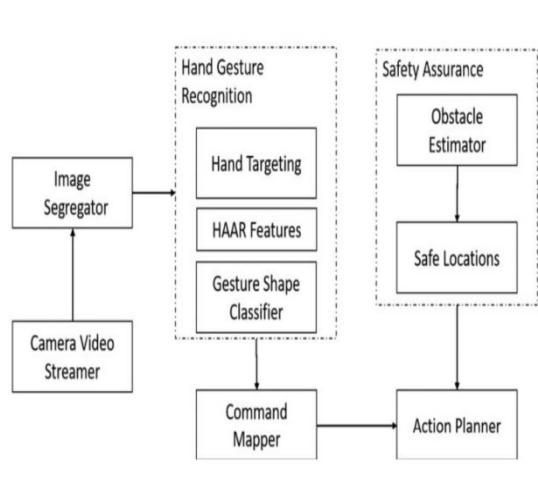 Hand Gesture
Recognition
Hand Targeting
HAAR Features
Gesture Shape
Classifier
Safety Assurance
Obstacle
Estimator
Safe Locations
Image
Segregator
Camera Video
Streamer
Command
Mapper
Action Planner